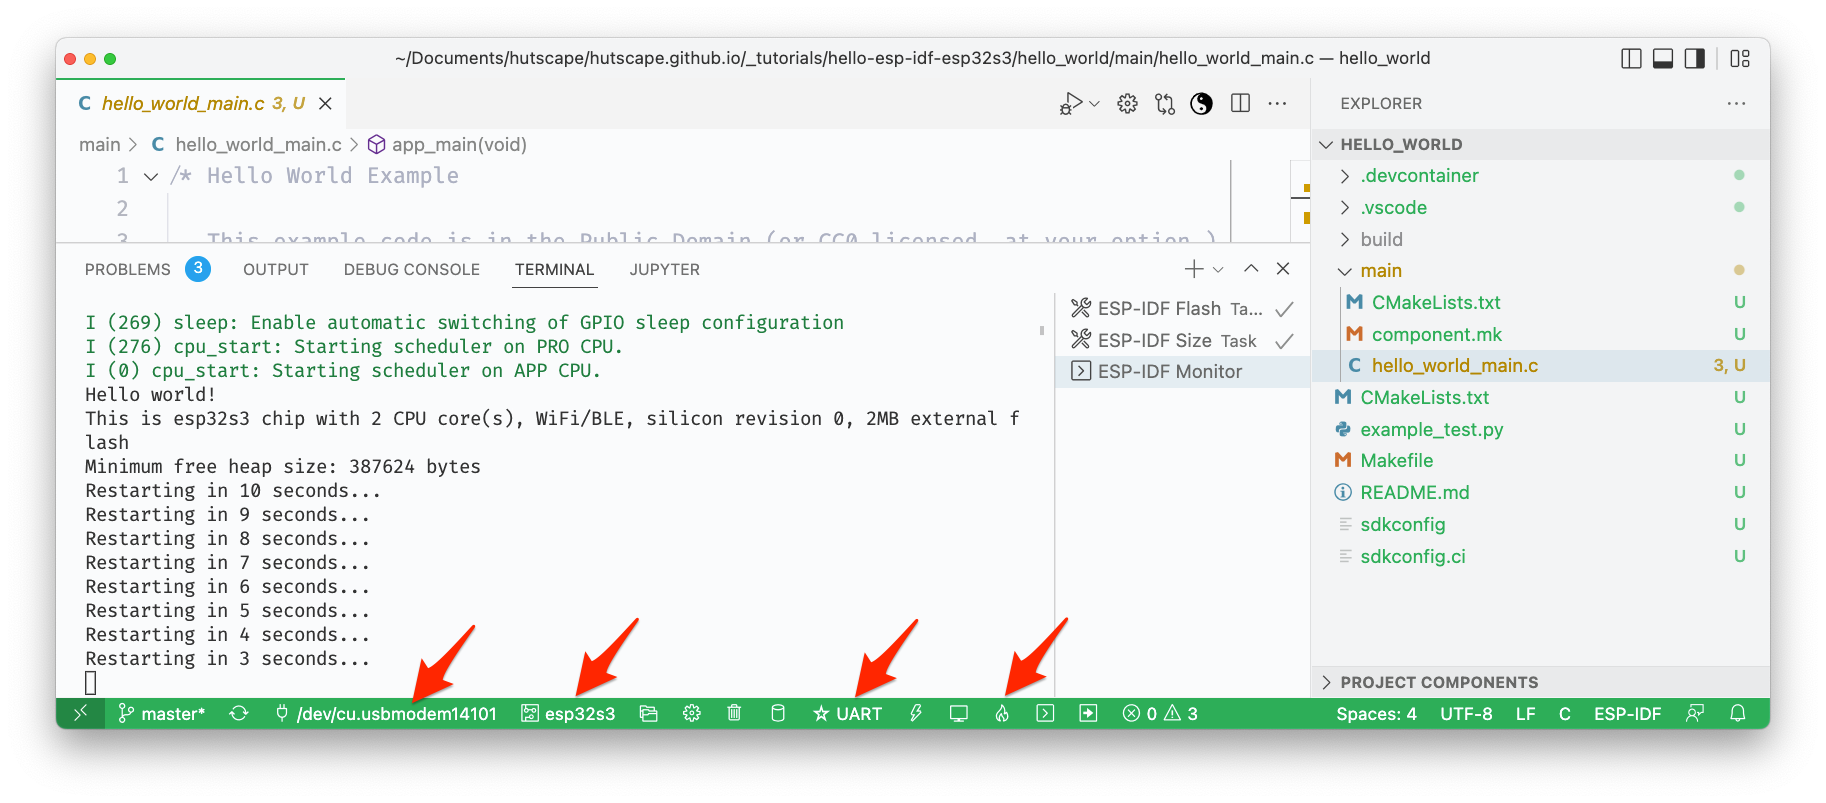 ~/Documents/hutscape/hutscape.github.io/_tutorials/hello-esp-idf-esp32s3/hello_world/main/hello_world_main.c — hello_world
C hello_world_main.c 3, U
main > C hello_world_main.c > app_main(void)
1 /* Hello World Example
2
3 This example code is in the Public Domain (or CC0 licensed, at your option.)
PROBLEMS 3 OUTPUT DEBUG CONSOLE TERMINAL JUPYTER
I (269) sleep: Enable automatic switching of GPIO sleep configuration
I (276) cpu_start: Starting scheduler on PRO CPU.
I (0) cpu_start: Starting scheduler on APP CPU.
Hello world!
This is esp32s3 chip with 2 CPU core(s), WiFi/BLE, silicon revision 0, 2MB external f
lash
Minimum free heap size: 387624 bytes
Restarting in 10 seconds...
Restarting in 9 seconds...
Restarting in 8 seconds...
Restarting in 7 seconds...
Restarting in 6 seconds...
Restarting in 5 seconds...
Restarting in 4 seconds...
Restarting in 3 seconds...
ESP-IDF Flash Ta...
ESP-IDF Size Task
ESP-IDF Monitor
EXPLORER
HELLO_WORLD
.devcontainer
.vscode
build
main
M CMakeLists.txt U
M component.mk U
C hello_world_main.c 3, U
M CMakeLists.txt U
example_test.py U
M Makefile U
README.md U
sdkconfig U
sdkconfig.ci U
PROJECT COMPONENTS
master* /dev/cu.usbmodem14101 esp32s3 UART 0 3 Spaces: 4 UTF-8 LF C ESP-IDF